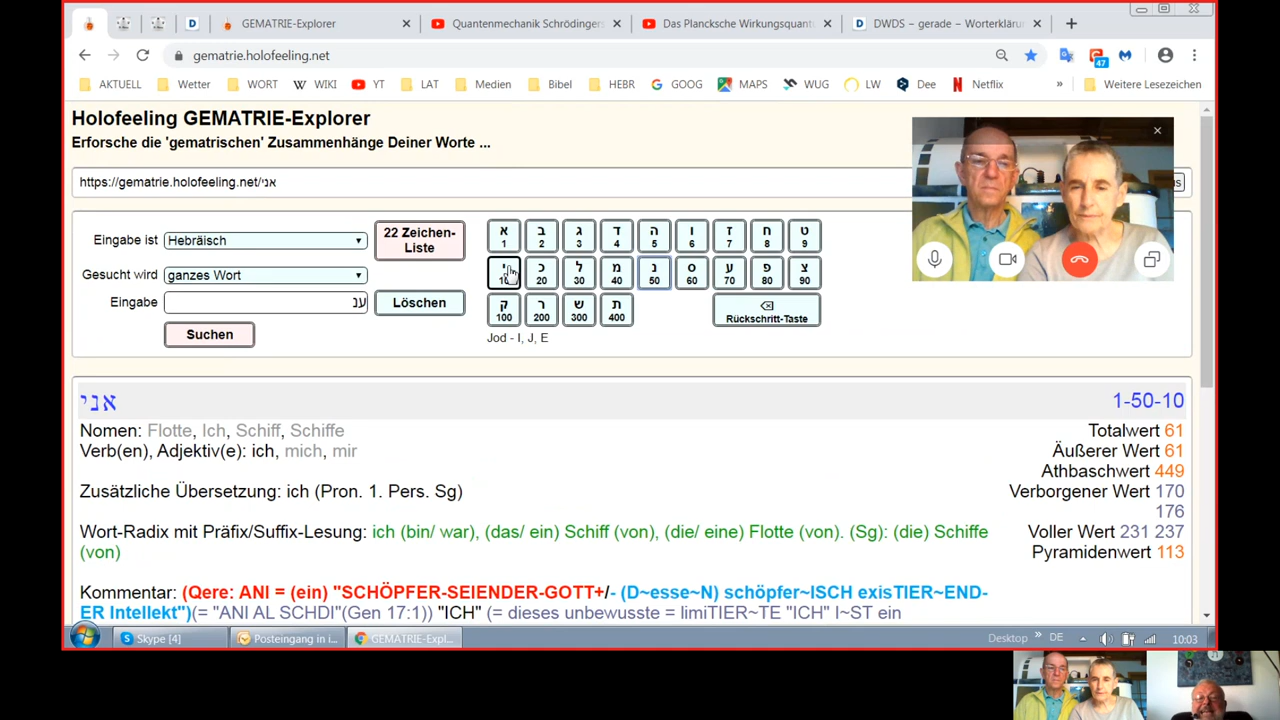 GEMATRIE-Explorer
Quantenmechanik Schrödingers
Das Plancksche Wirkungsquant
DWDS – gerade – Worterklärun
gematrie.holofeeling.net
47
AKTUELL Wetter WORT WIKI YT LAT Medien Bibel HEBR GOOG MAPS WUG LW Dee Netflix » Weitere Lesezeichen
Holofeeling GEMATRIE-Explorer
Erforsche die 'gematrischen' Zusammenhänge Deiner Worte ...
https://gematrie.holofeeling.net/אני
Eingabe ist Hebräisch
22 Zeichen-
Liste
Gesucht wird ganzes Wort
Eingabe ענ
Löschen
Suchen
א ב ג ד ה ו ז ח ט
1 2 3 4 5 6 7 8 9
י כ ל מ נ ס ע פ צ
10 20 30 40 50 60 70 80 90
ק ר ש ת
100 200 300 400
Rückschritt-Taste
Jod - I, J, E
אני 1-50-10
Nomen: Flotte, Ich, Schiff, Schiffe
Verb(en), Adjektiv(e): ich, mich, mir
Zusätzliche Übersetzung: ich (Pron. 1. Pers. Sg)
Wort-Radix mit Präfix/Suffix-Lesung: ich (bin/ war), (das/ ein) Schiff (von), (die/ eine) Flotte (von). (Sg): (die) Schiffe
(von)
Totalwert 61
Äußerer Wert 61
Athbaschwert 449
Verborgener Wert 170
176
Voller Wert 231 237
Pyramidenwert 113
Kommentar: (Qere: ANI = (ein) "SCHÖPFER-SEIENDER-GOTT+/- (D~esse~N) schöpfer~ISCH exisTIER~END-
ER Intellekt")(= "ANI AL SCHDI"(Gen 17:1)) "ICH" (= dieses unbewusste = limiTIER~TE "ICH" I~ST ein
Skype [4]
Posteingang in i...
GEMATRIE-Expl...
Desktop » DE 10:03